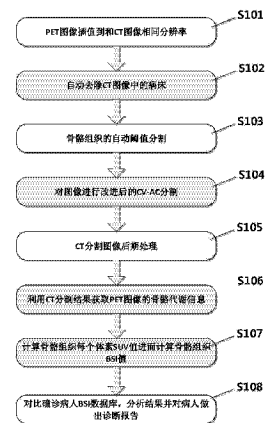 S101
PET图像插值到和CT图像相同分辨率
S102
自动去除CT图像中的病床
S103
骨骼组织的自动阈值分割
S104
对图像进行改进后的CV-AC分割
S105
CT分割图像后期处理
S106
利用CT分割结果获取PET图像的骨骼代谢信息
S107
计算骨骼组织每个体素SUV值进而计算骨骼组织
BSI值
S108
对比确诊病人BSI数据库，分析结果并对病人做
出诊断报告